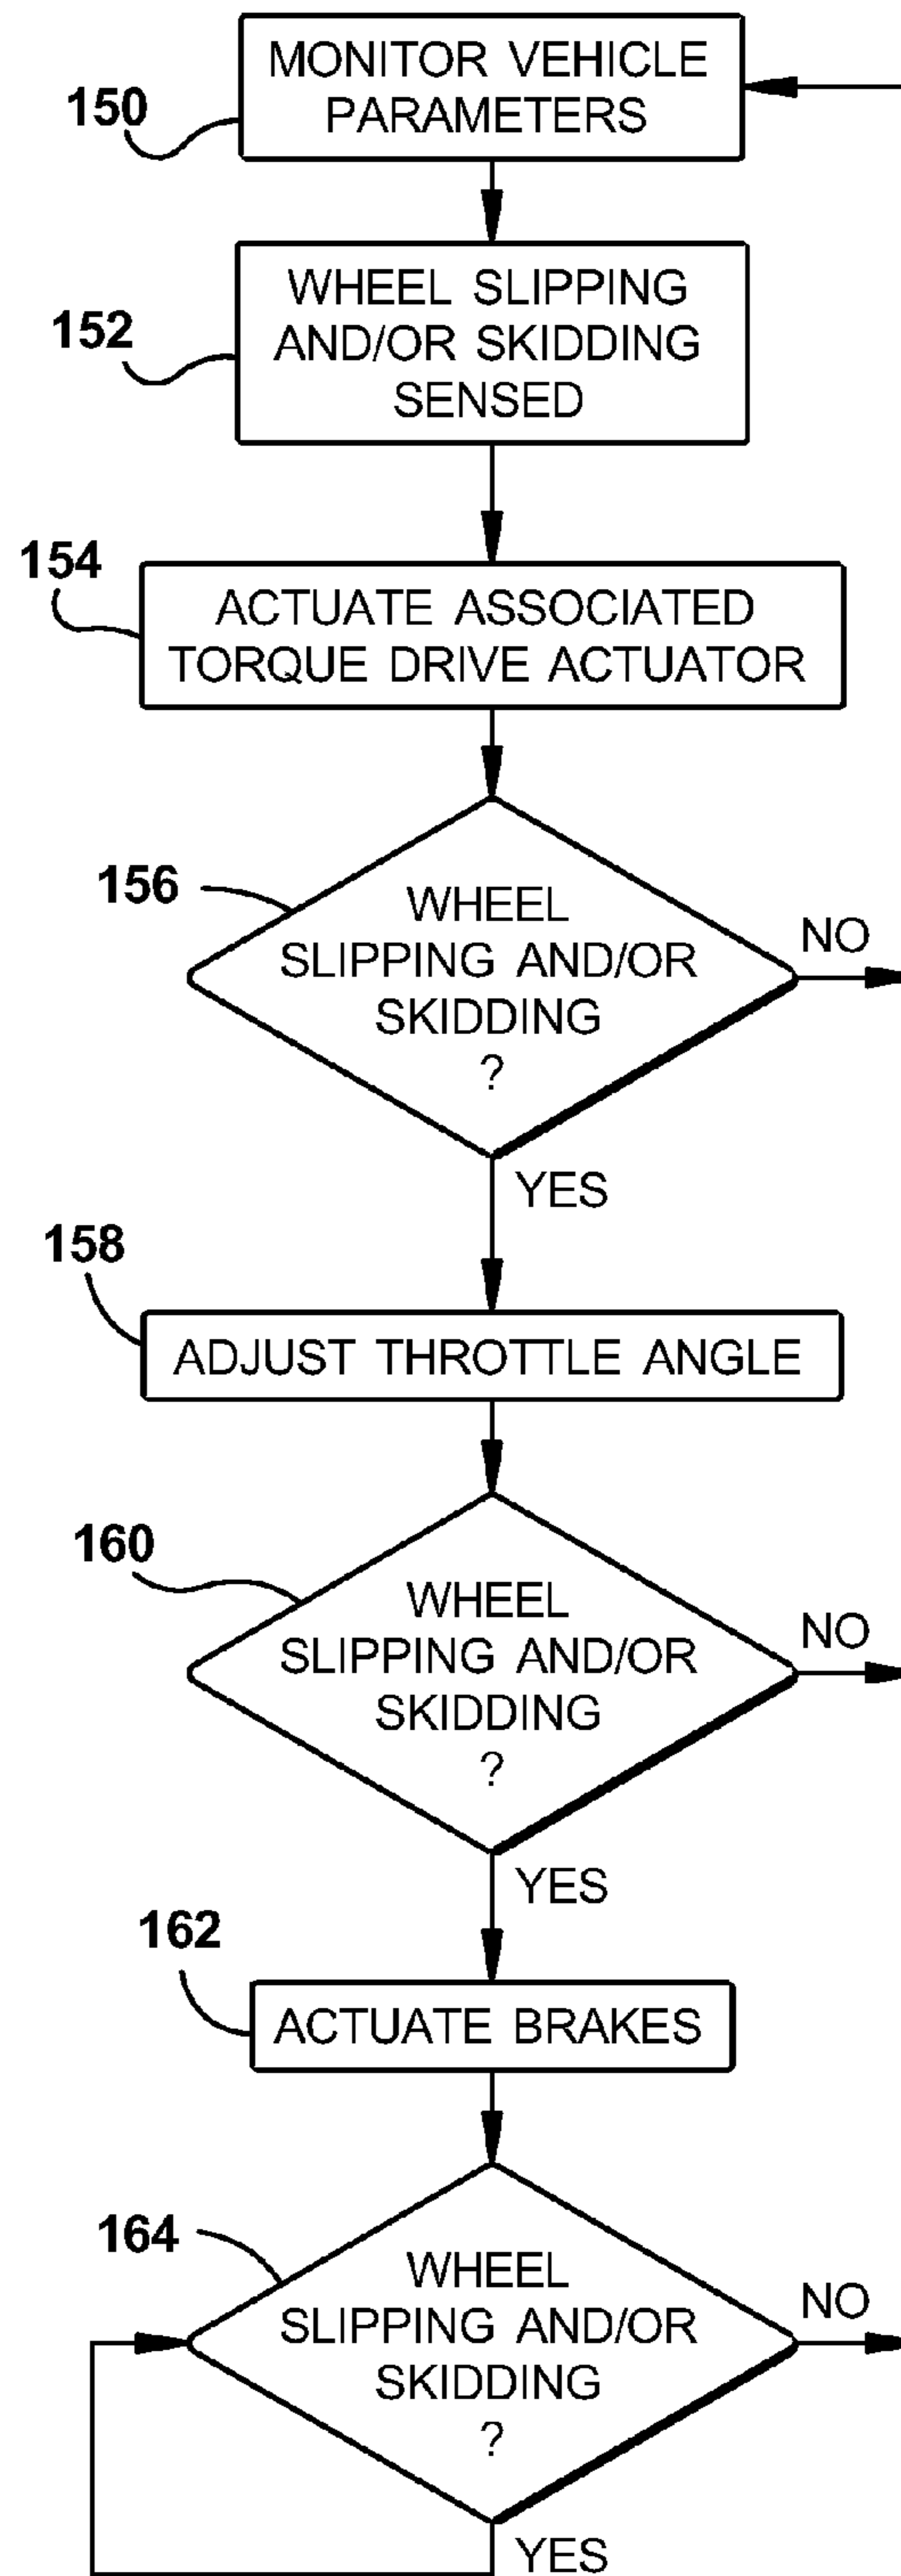 150
MONITOR VEHICLE
PARAMETERS
152
WHEEL SLIPPING
AND/OR SKIDDING
SENSED
154
ACTUATE ASSOCIATED
TORQUE DRIVE ACTUATOR
156
WHEEL
SLIPPING AND/OR
SKIDDING
?
NO
YES
158
ADJUST THROTTLE ANGLE
160
WHEEL
SLIPPING AND/OR
SKIDDING
?
NO
YES
162
ACTUATE BRAKES
164
WHEEL
SLIPPING AND/OR
SKIDDING
?
NO
YES